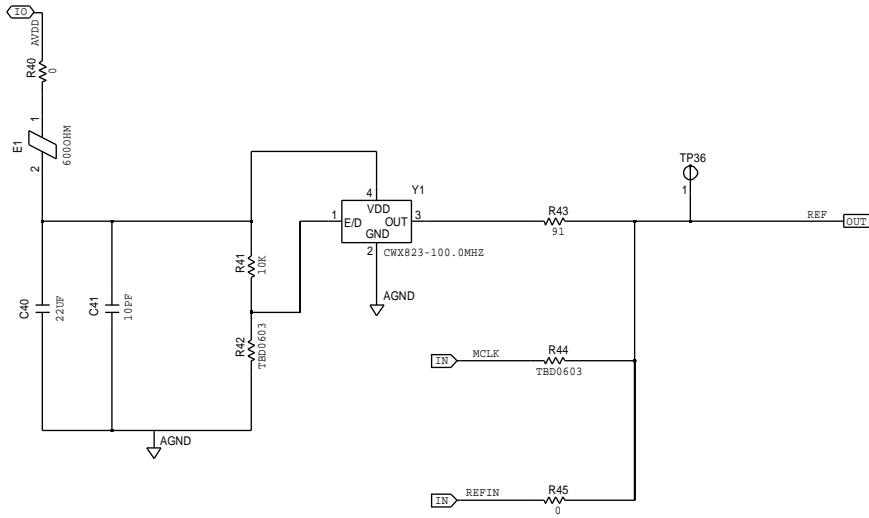 IO
AVDD
R40
0
1
E1
600OHM
2
C40
22UF
C41
10PF
R41
10K
R42
TBD0603
AGND
Y1
4
VDD
1
E/D
OUT
3
GND
2
CWX823-100.0MHZ
AGND
R43
91
TP36
1
REF
OUT
IN
MCLK
R44
TBD0603
IN
REFIN
R45
0